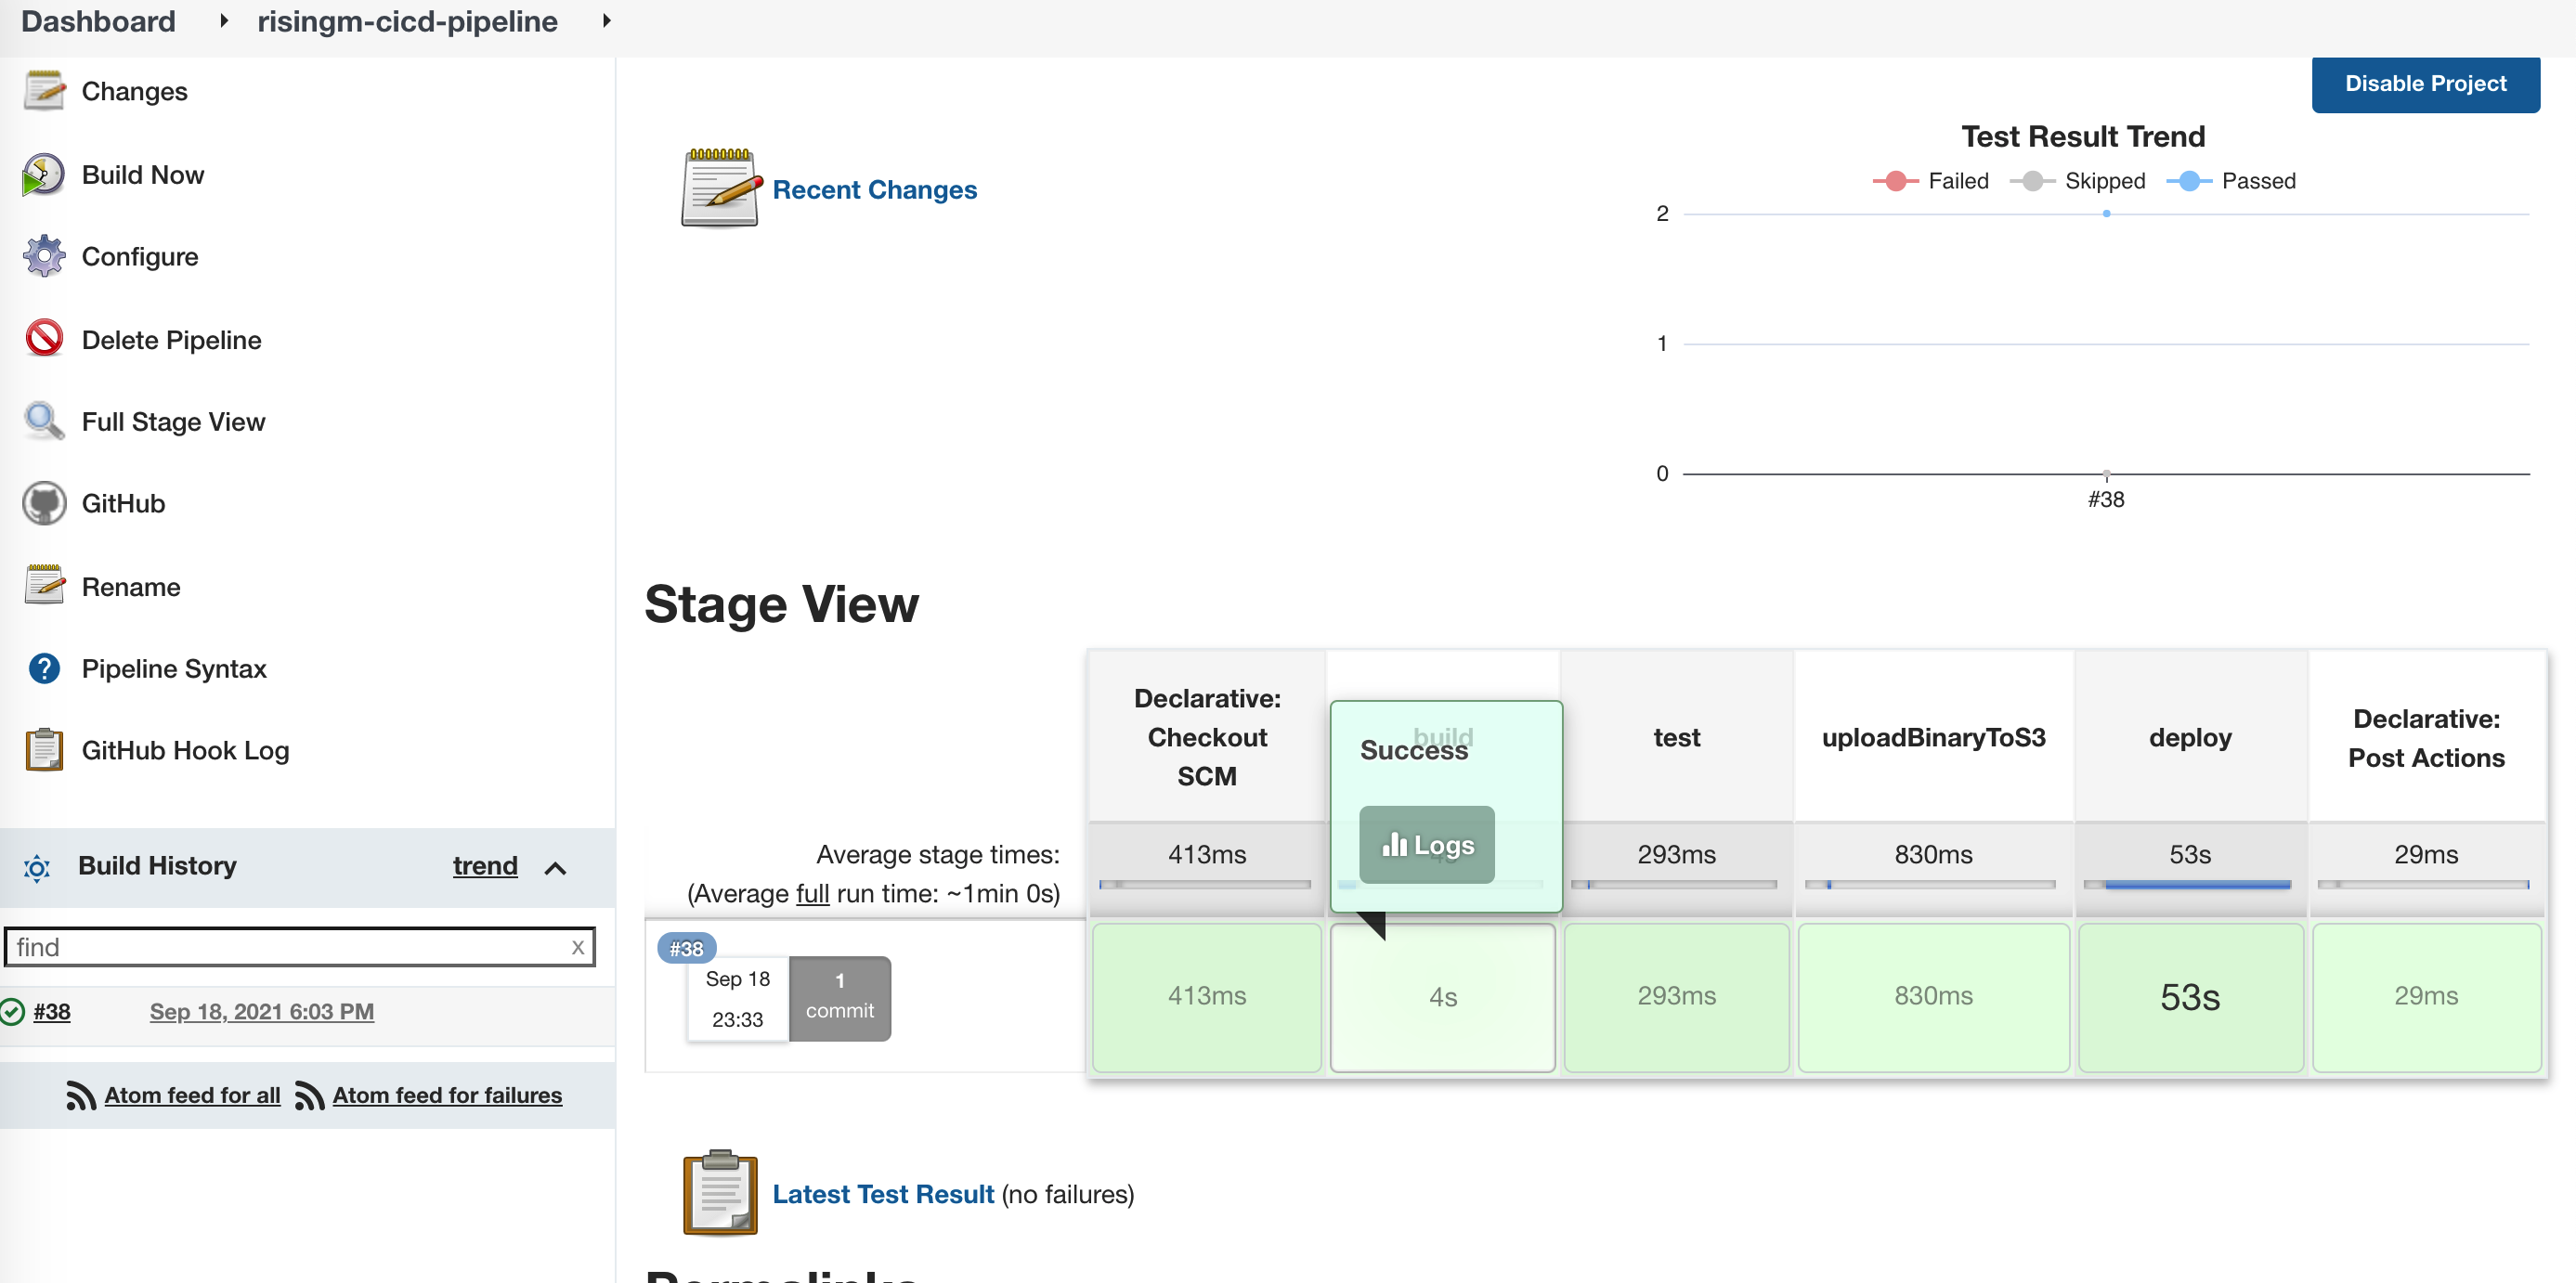 Dashboard
risingm-cicd-pipeline
Changes
Build Now
Configure
Delete Pipeline
Full Stage View
GitHub
Rename
Pipeline Syntax
GitHub Hook Log
Build History
trend
find
x
#38
Sep 18, 2021 6:03 PM
Atom feed for all
Atom feed for failures
Disable Project
Recent Changes
Test Result Trend
Failed
Skipped
Passed
2
1
0
#38
Stage View
Declarative:
Checkout
SCM
build
test
uploadBinaryToS3
deploy
Declarative:
Post Actions
Success
Logs
Average stage times:
(Average full run time: ~1min 0s)
413ms
4s
293ms
830ms
53s
29ms
#38
Sep 18
23:33
1
commit
413ms
4s
293ms
830ms
53s
29ms
Latest Test Result (no failures)
Permalinks